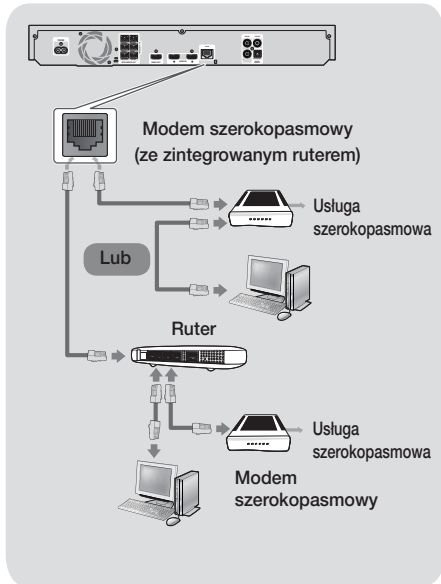 Modem szerokopasmowy
(ze zintegrowanym ruterem)
Usługa
szerokopasmowa
Lub
Ruter
Usługa
szerokopasmowa
Modem
szerokopasmowy